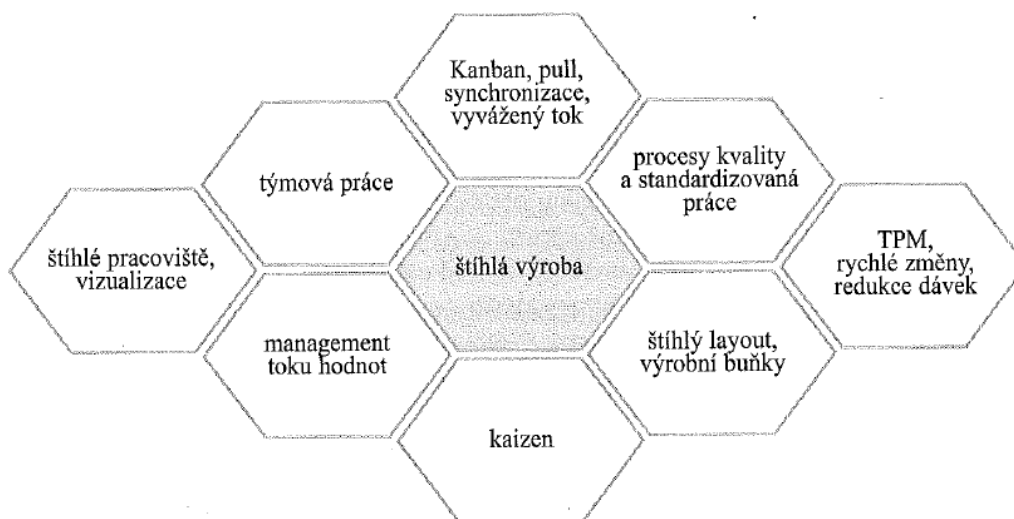 Kanban, pull,
synchronizace,
vyvážený tok
týmová práce
procesy kvality
a standardizovaná
práce
štíhlé pracoviště,
vizualizace
štíhlá výroba
TPM,
rychlé změny,
redukce dávek
management
toku hodnot
štíhlý layout,
výrobní buňky
kaizen